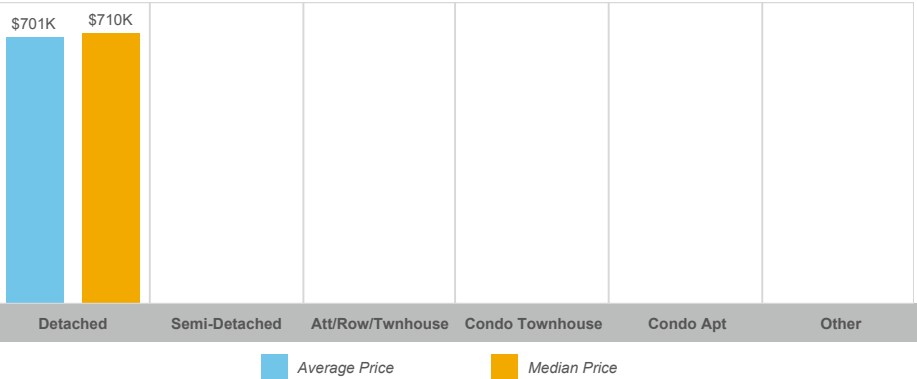 $701K $710K
Detached Semi-Detached Att/Row/Twnhouse Condo Townhouse Condo Apt Other
Average Price Median Price